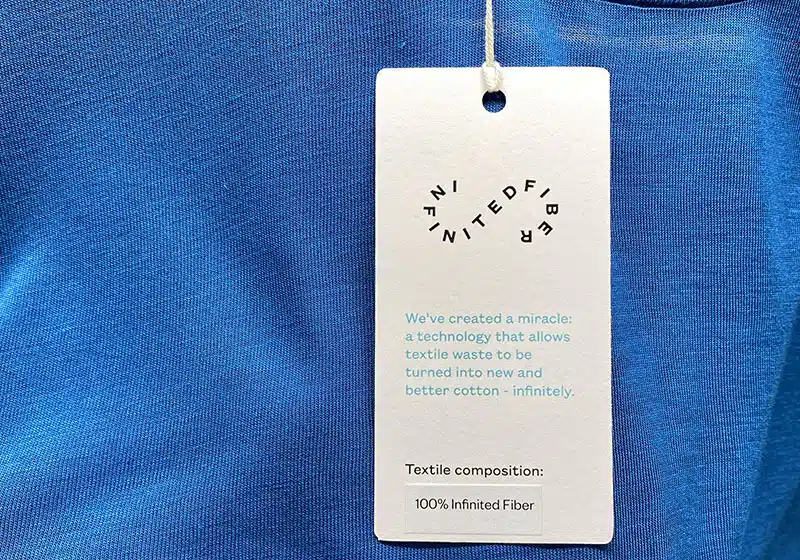 INFINITEDFIBER
We've created a miracle:
a technology that allows
textile waste to be
turned into new and
better cotton - infinitely.
Textile composition:
100% Infinited Fiber